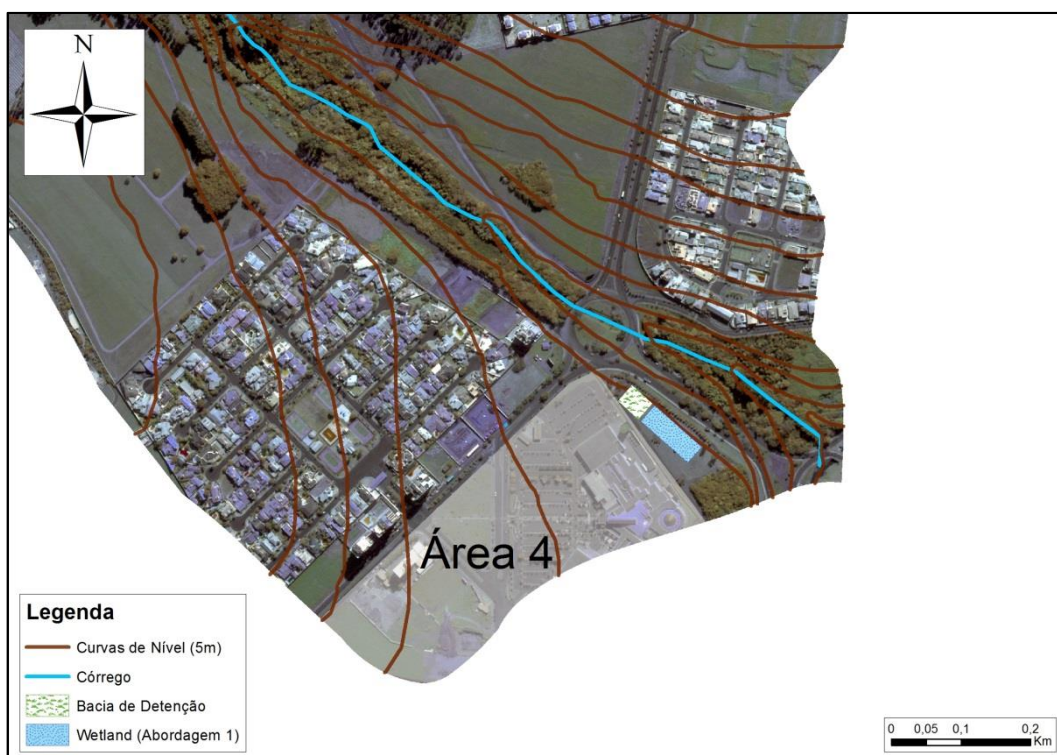 N
Área 4
Legenda
Curvas de Nível (5m)
Córrego
Bacia de Detenção
Wetland (Abordagem 1)
0 0,05 0,1 0,2
Km